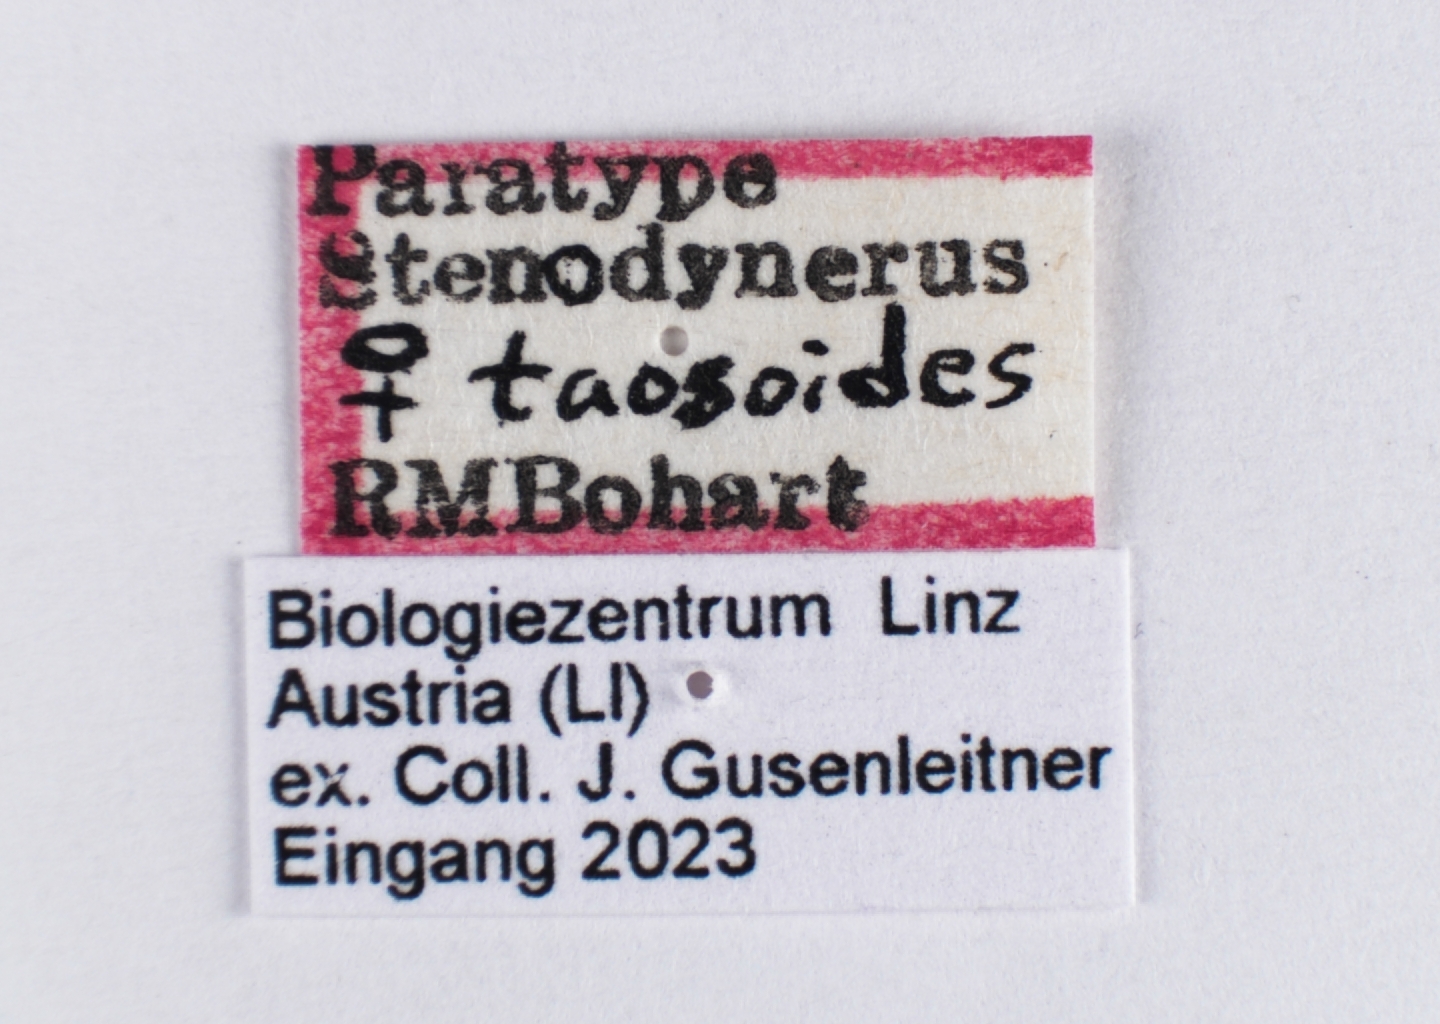 Paratype
Stenodynerus
♀ taosoides
RMBohart
Biologiezentrum Linz
Austria (LI)
ex. Coll. J. Gusenleitner
Eingang 2023